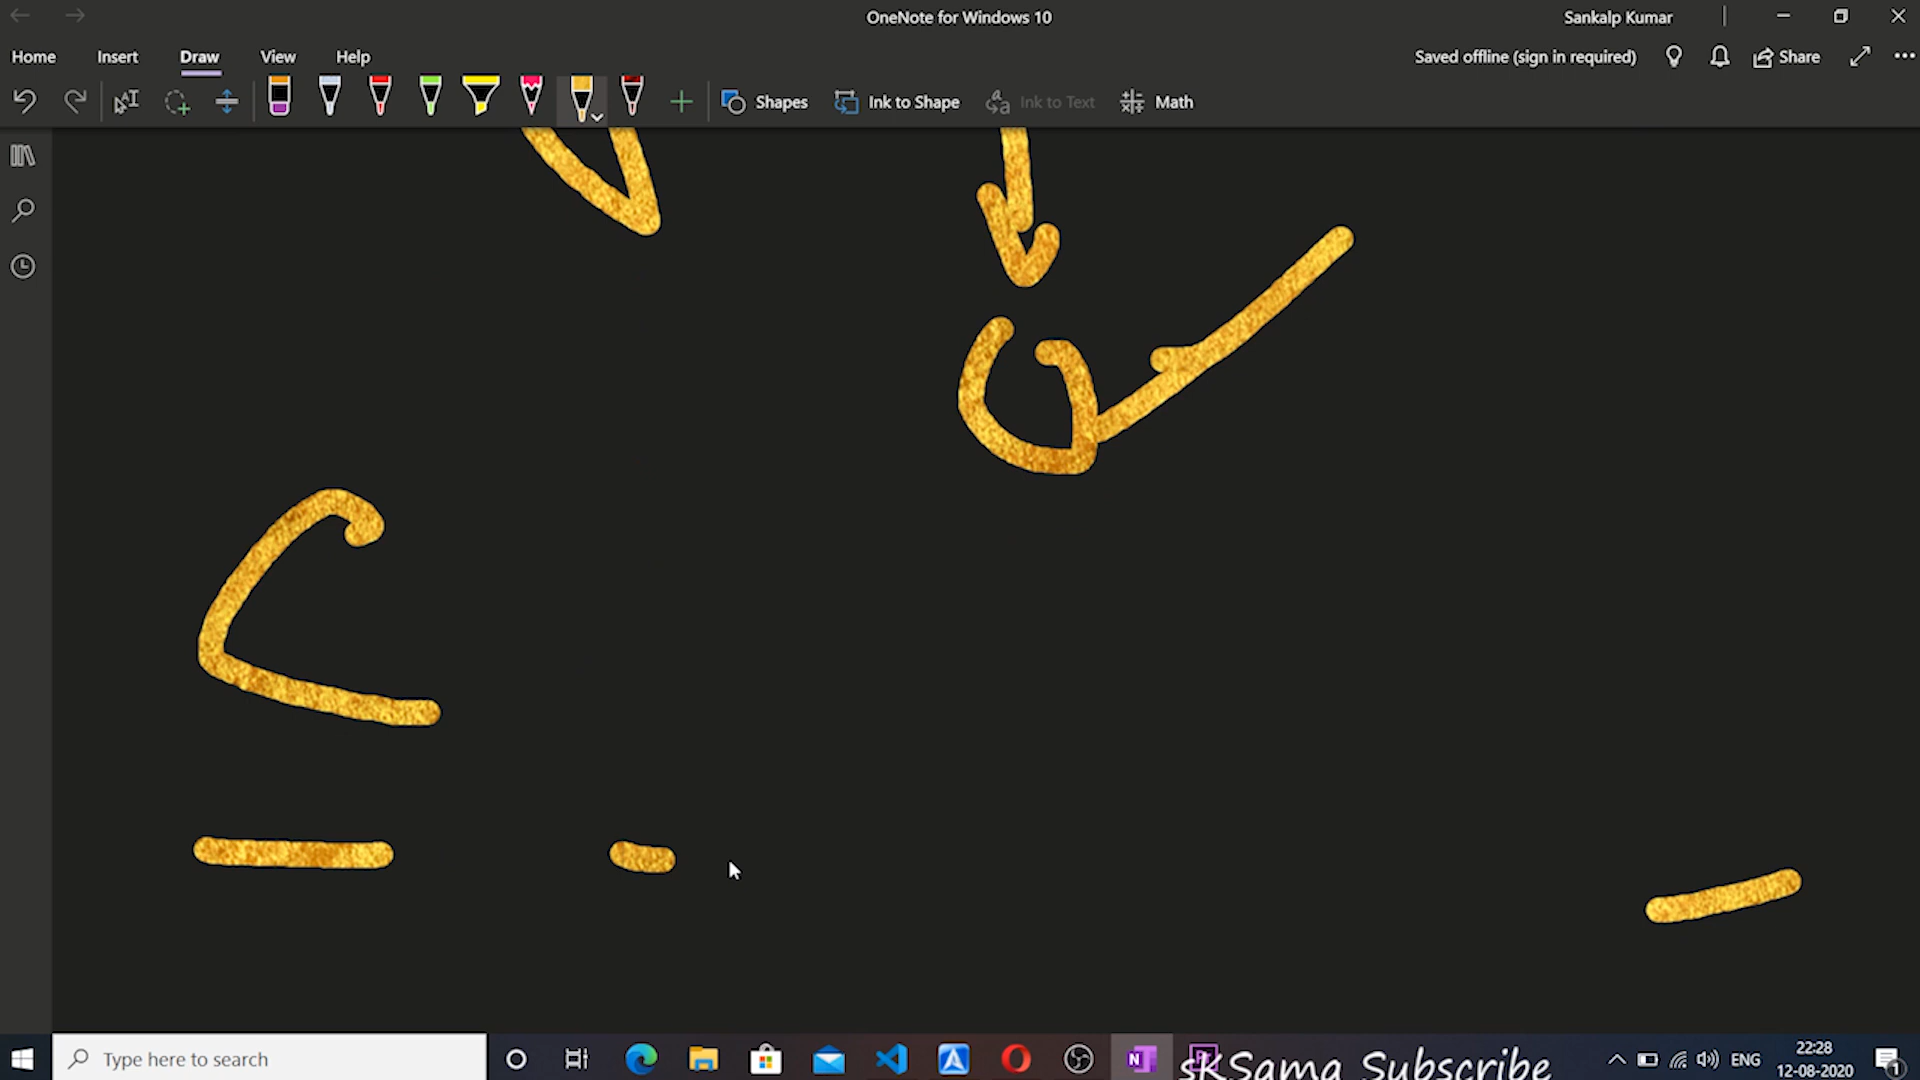 OneNote for Windows 10
Sankalp Kumar
Home Insert Draw View Help
Saved offline (sign in required)
Share
Shapes
Ink to Shape
Ink to Text
Math
Type here to search
sKSama Subscribe
ENG
22:28
12-08-2020
1